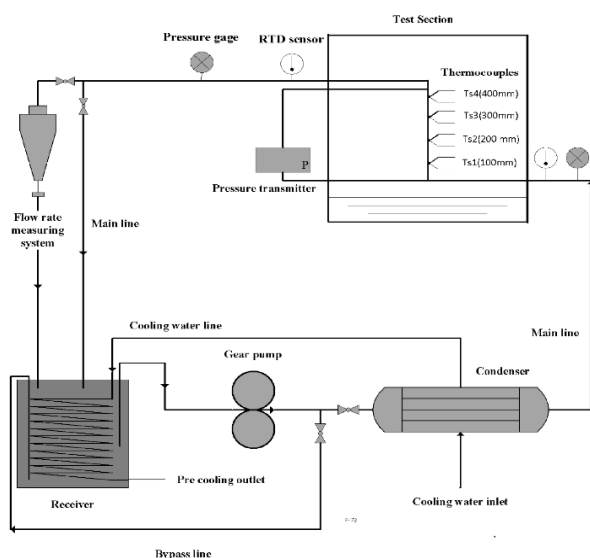 Test Section
Pressure gage
RTD sensor
Thermocouples
Ts4(400mm)
Ts3(300mm)
Ts2(200 mm)
Ts1(100mm)
P
Pressure transmitter
Flow rate
measuring
system
Main line
Cooling water line
Main line
Gear pump
Condenser
Pre cooling outlet
Receiver
Cooling water inlet
Bypass line